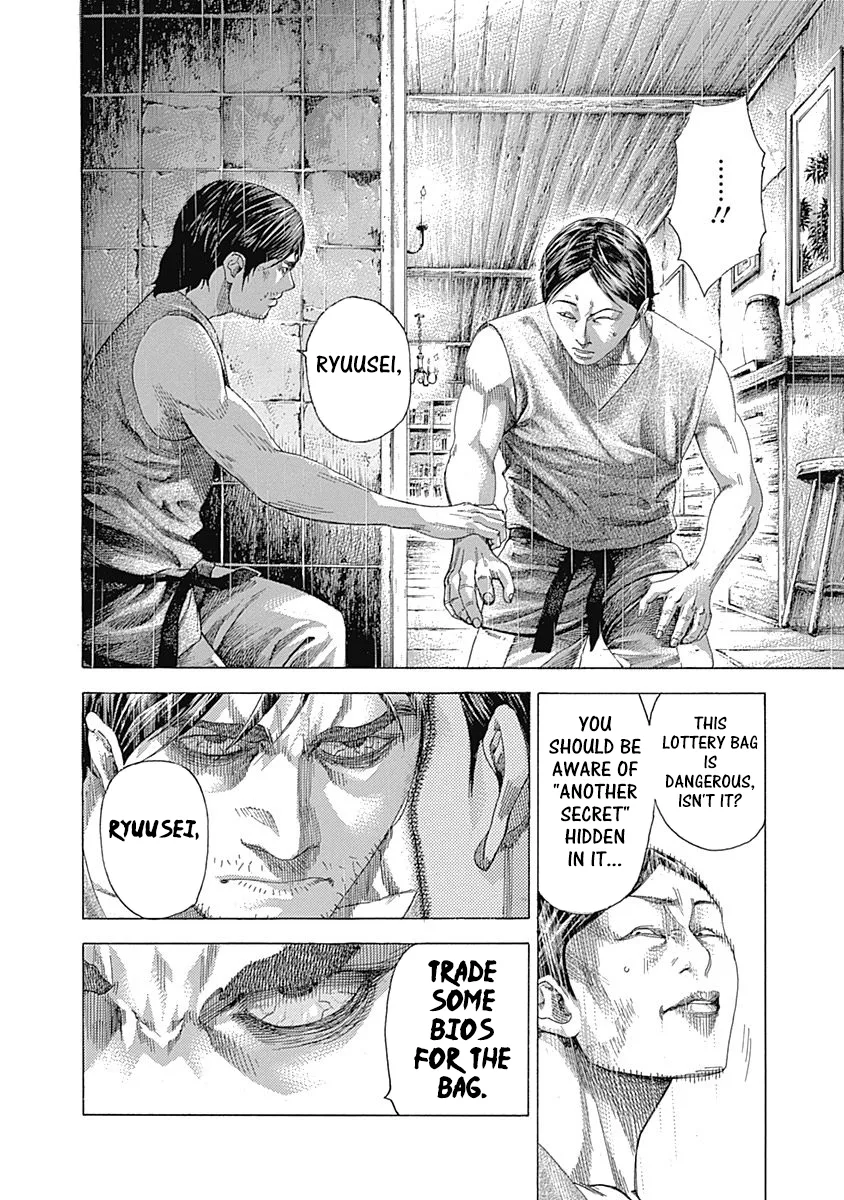 ......!!
RYUUSEI,
THIS
LOTTERY BAG
IS
DANGEROUS,
ISN'T IT?
YOU
SHOULD BE
AWARE OF
"ANOTHER
SECRET"
HIDDEN
IN IT...
RYUUSEI,
TRADE
SOME
BIOS
FOR THE
BAG.